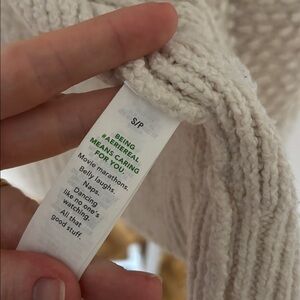 S/P
BEING
#AERIEREAL
MEANS CARING
FOR YOU.
Movie marathons.
Belly laughs.
Naps.
Dancing
like no one's
watching.
All that
good stuff.